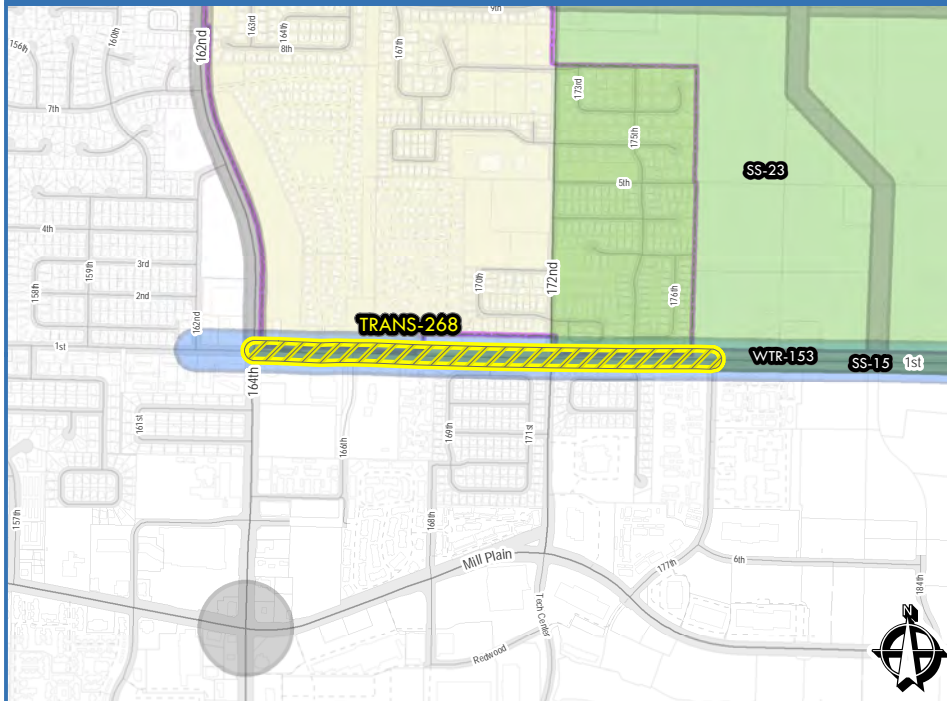 9th
156th
160th
162nd
163rd
164th
8th
167th
173rd
7th
175th
SS-23
5th
4th
3rd
159th
158th
2nd
162nd
170th
172nd
176th
TRANS-268
1st
WTR-153
SS-15
1st
164th
161st
166th
169th
171st
157th
168th
Mill Plain
177th
6th
184th
Tech Center
Redwood
N